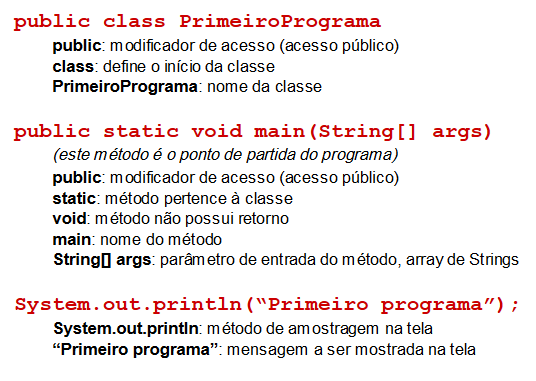 public class PrimeiroPrograma
public: modificador de acesso (acesso público)
class: define o início da classe
PrimeiroPrograma: nome da classe
public static void main(String[] args)
(este método é o ponto de partida do programa)
public: modificador de acesso (acesso público)
static: método pertence à classe
void: método não possui retorno
main: nome do método
String[] args: parâmetro de entrada do método, array de Strings
System.out.println(“Primeiro programa”);
System.out.println: método de amostragem na tela
“Primeiro programa”: mensagem a ser mostrada na tela